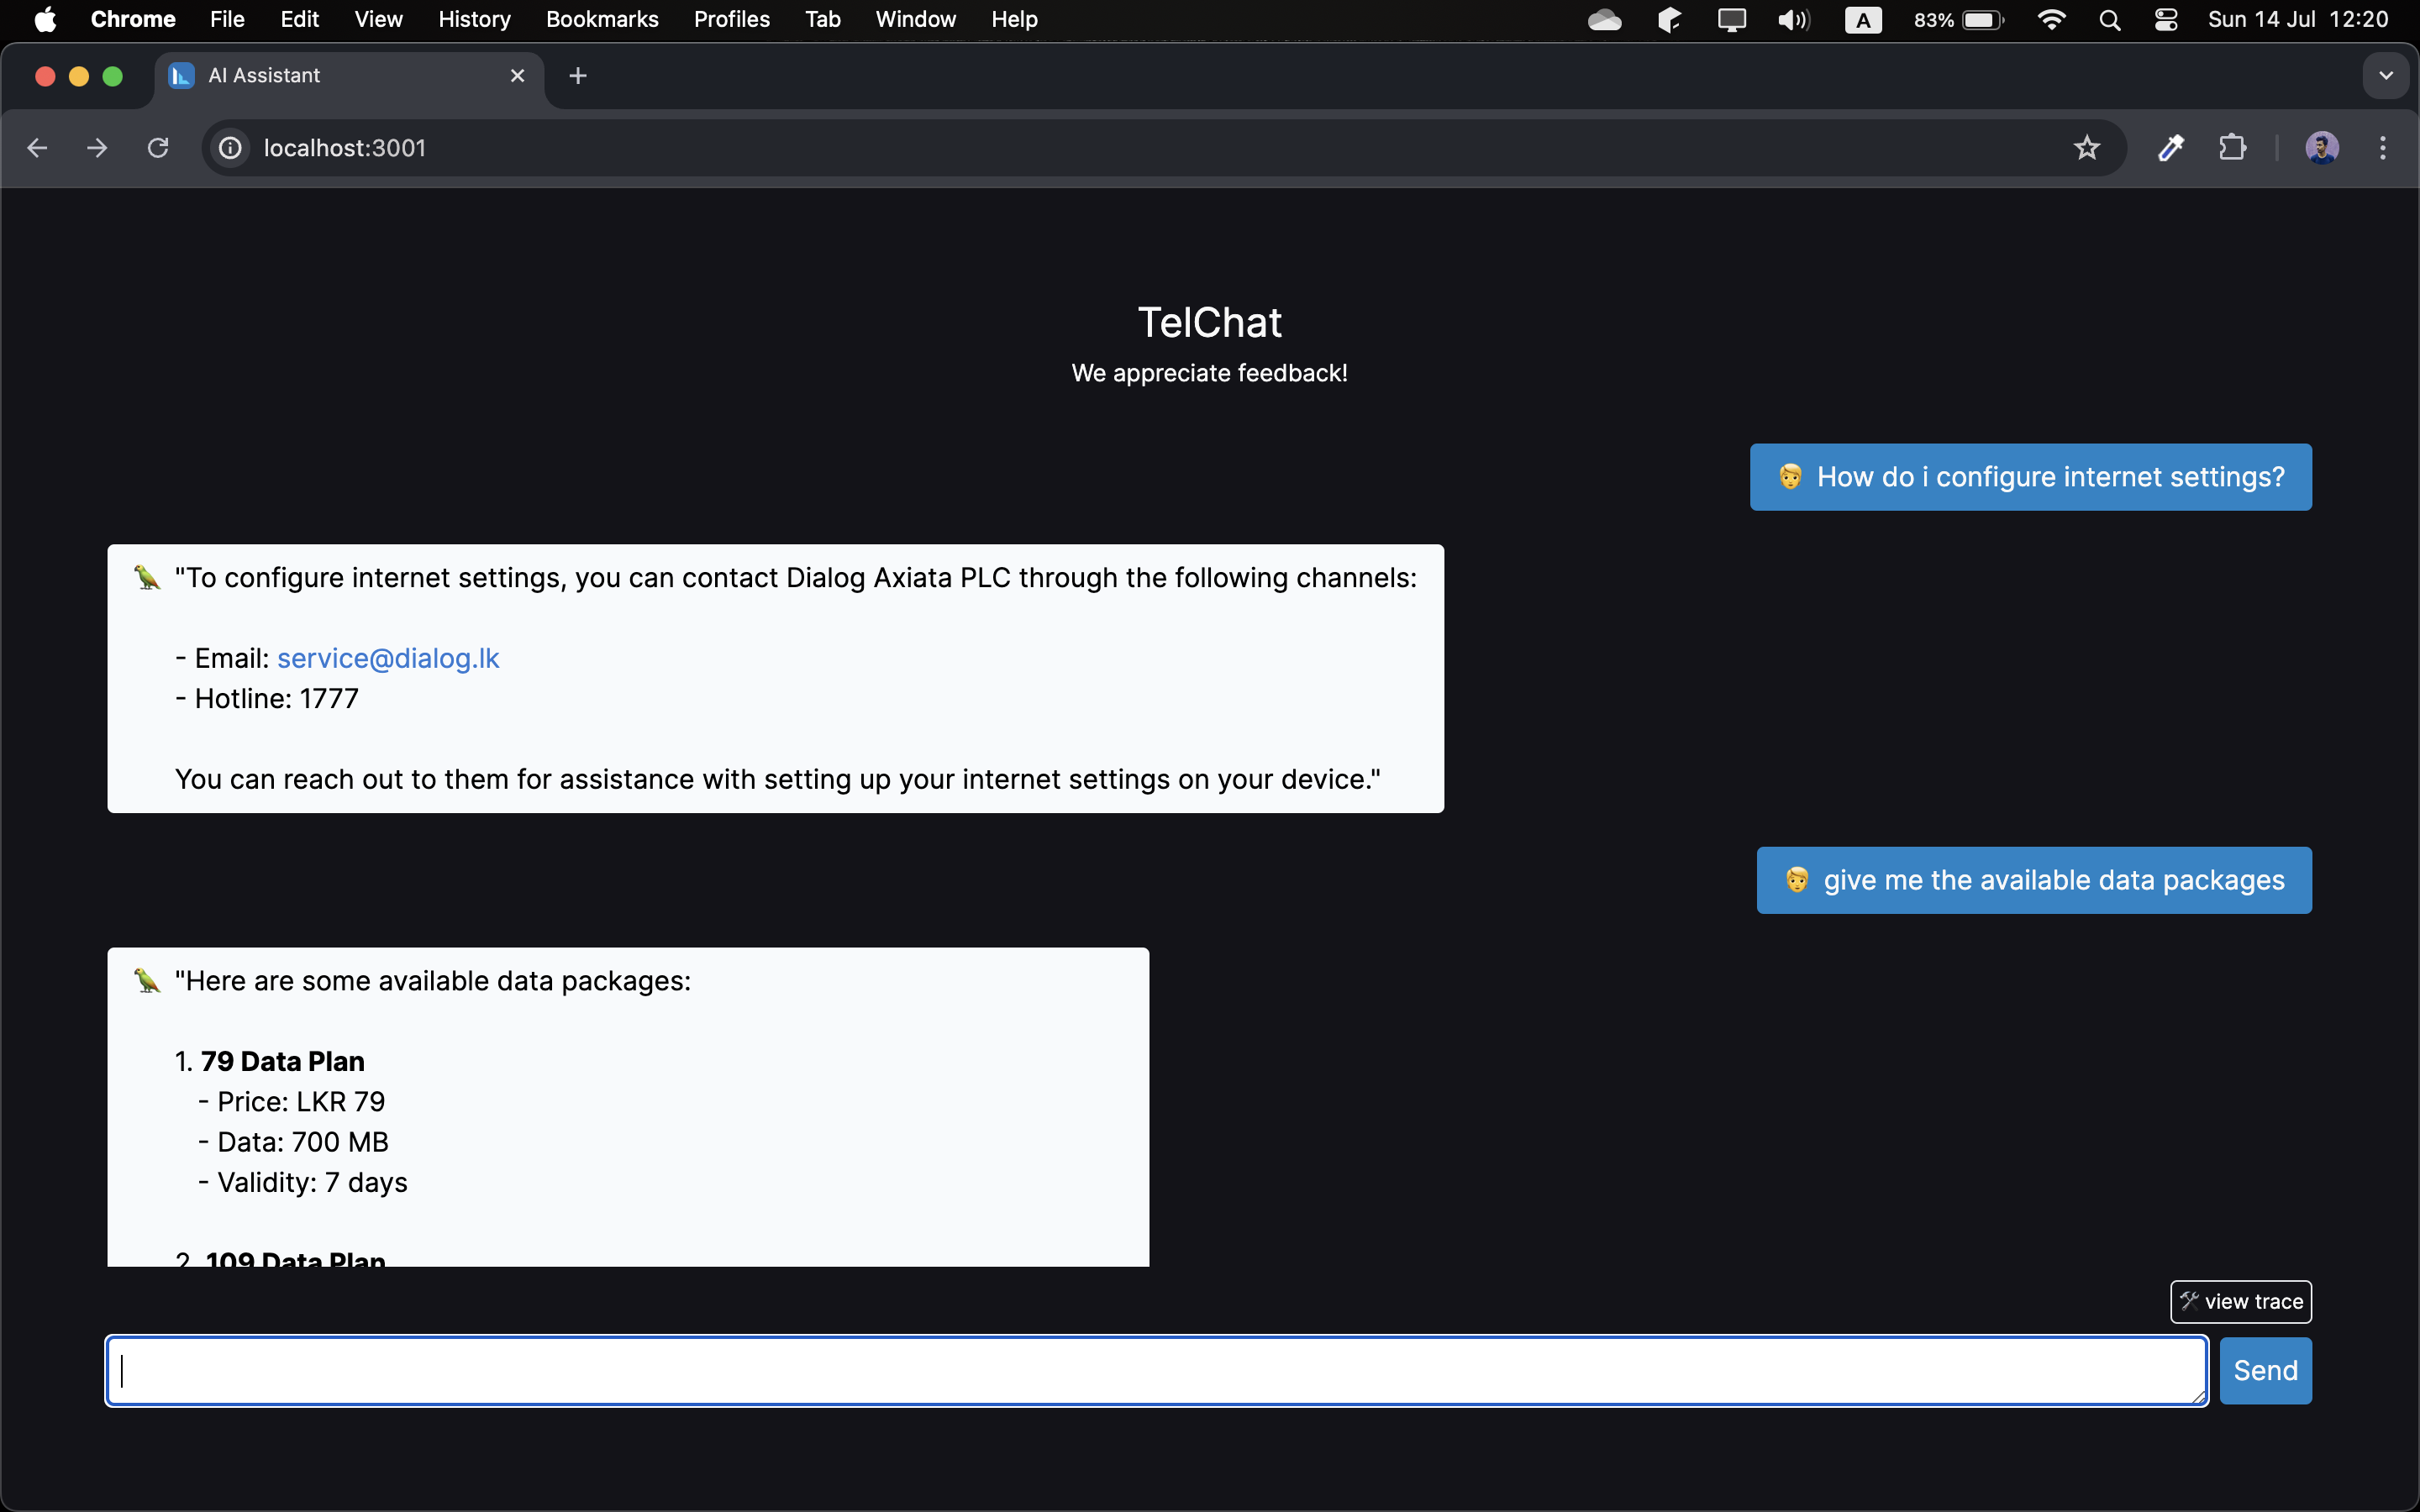 Chrome File Edit View History Bookmarks Profiles Tab Window Help A 83% Sun 14 Jul 12:20
AI Assistant
localhost:3001
TelChat
We appreciate feedback!
How do i configure internet settings?
"To configure internet settings, you can contact Dialog Axiata PLC through the following channels:
- Email: service@dialog.lk
- Hotline: 1777
You can reach out to them for assistance with setting up your internet settings on your device."
give me the available data packages
"Here are some available data packages:
1. 79 Data Plan
- Price: LKR 79
- Data: 700 MB
- Validity: 7 days
2. 109 Data Plan
view trace
Send